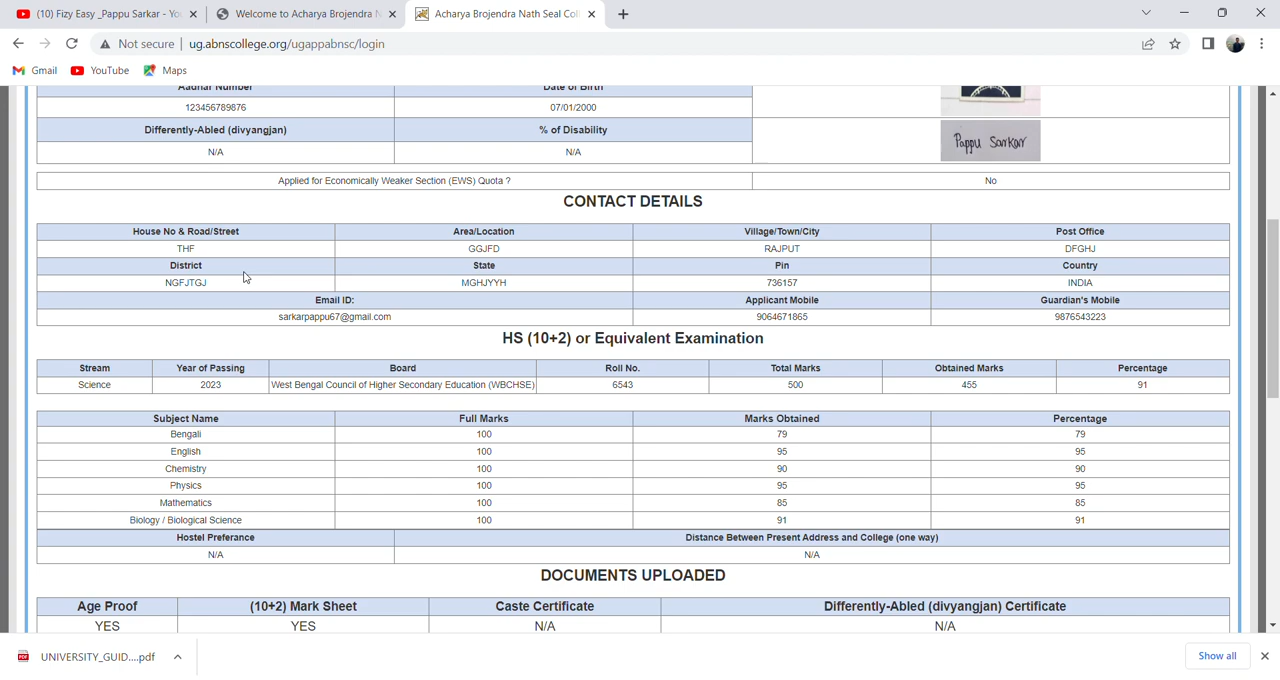 (10) Fizy Easy _Pappu Sarkar - Yo
Welcome to Acharya Brojendra N
Acharya Brojendra Nath Seal Coll
Not secure
ug.abnscollege.org/ugappabnsc/login
Gmail
YouTube
Maps
Aadhar Number
Date of Birth
123456789876
07/01/2000
Differently-Abled (divyangjan)
% of Disability
Pappu Sarkar
N/A
N/A
Applied for Economically Weaker Section (EWS) Quota ?
No
CONTACT DETAILS
House No & Road/Street
Area/Location
Village/Town/City
Post Office
THF
GGJFD
RAJPUT
DFGHJ
District
State
Pin
Country
NGFJTGJ
MGHJYYH
736157
INDIA
Email ID:
Applicant Mobile
Guardian's Mobile
sarkarpappu67@gmail.com
9064671865
9876543223
HS (10+2) or Equivalent Examination
Stream
Year of Passing
Board
Roll No.
Total Marks
Obtained Marks
Percentage
Science
2023
West Bengal Council of Higher Secondary Education (WBCHSE)
6543
500
455
91
Subject Name
Full Marks
Marks Obtained
Percentage
Bengali
100
79
79
English
100
95
95
Chemistry
100
90
90
Physics
100
95
95
Mathematics
100
85
85
Biology / Biological Science
100
91
91
Hostel Preferance
Distance Between Present Address and College (one way)
N/A
N/A
DOCUMENTS UPLOADED
Age Proof
(10+2) Mark Sheet
Caste Certificate
Differently-Abled (divyangjan) Certificate
YES
YES
N/A
N/A
PDF
UNIVERSITY_GUID....pdf
Show all